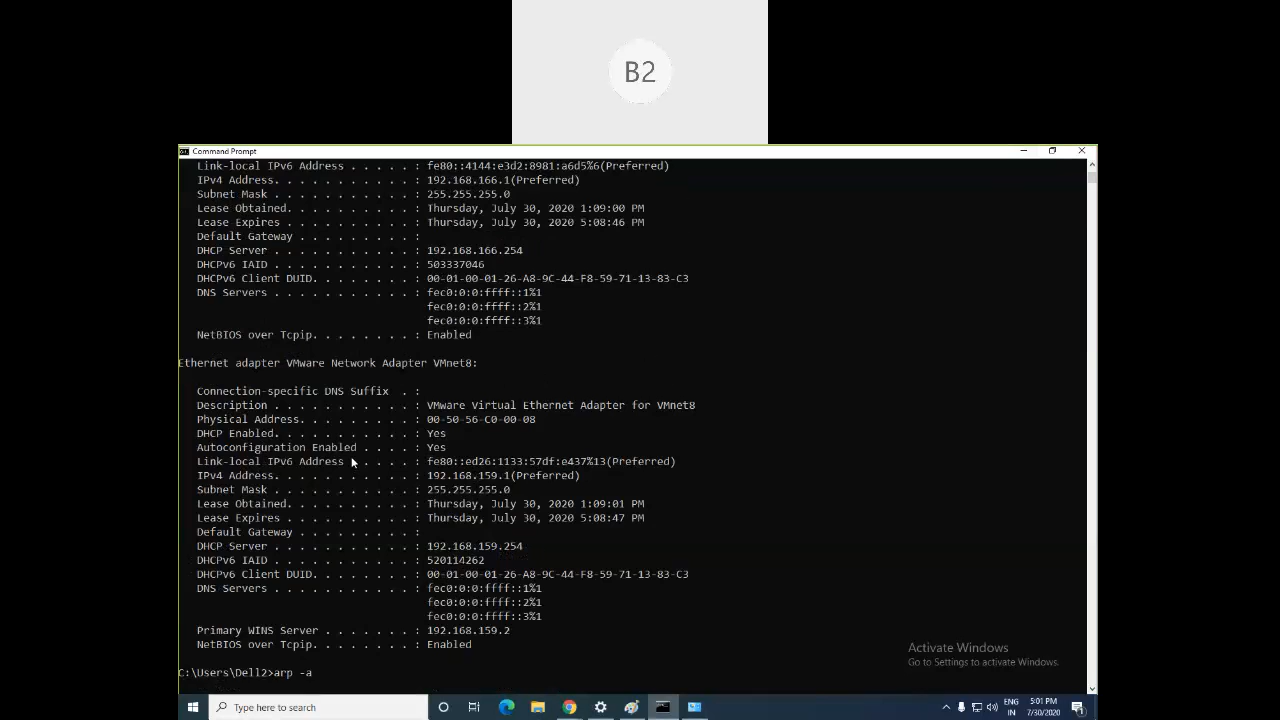 B2
Command Prompt
Link-local IPv6 Address . . . . . : fe80::4144:e3d2:8981:a6d5%6(Preferred)
IPv4 Address. . . . . . . . . . . : 192.168.166.1(Preferred)
Subnet Mask . . . . . . . . . . . : 255.255.255.0
Lease Obtained. . . . . . . . . . : Thursday, July 30, 2020 1:09:00 PM
Lease Expires . . . . . . . . . . : Thursday, July 30, 2020 5:08:46 PM
Default Gateway . . . . . . . . . :
DHCP Server . . . . . . . . . . . : 192.168.166.254
DHCPv6 IAID . . . . . . . . . . . : 503337046
DHCPv6 Client DUID. . . . . . . . : 00-01-00-01-26-A8-9C-44-F8-59-71-13-83-C3
DNS Servers . . . . . . . . . . . : fec0:0:0:ffff::1%1
fec0:0:0:ffff::2%1
fec0:0:0:ffff::3%1
NetBIOS over Tcpip. . . . . . . . : Enabled
Ethernet adapter VMware Network Adapter VMnet8:
Connection-specific DNS Suffix . :
Description . . . . . . . . . . . : VMware Virtual Ethernet Adapter for VMnet8
Physical Address. . . . . . . . . : 00-50-56-C0-00-08
DHCP Enabled. . . . . . . . . . . : Yes
Autoconfiguration Enabled . . . . : Yes
Link-local IPv6 Address . . . . . : fe80::ed26:1133:57df:e437%13(Preferred)
IPv4 Address. . . . . . . . . . . : 192.168.159.1(Preferred)
Subnet Mask . . . . . . . . . . . : 255.255.255.0
Lease Obtained. . . . . . . . . . : Thursday, July 30, 2020 1:09:01 PM
Lease Expires . . . . . . . . . . : Thursday, July 30, 2020 5:08:47 PM
Default Gateway . . . . . . . . . :
DHCP Server . . . . . . . . . . . : 192.168.159.254
DHCPv6 IAID . . . . . . . . . . . : 520114262
DHCPv6 Client DUID. . . . . . . . : 00-01-00-01-26-A8-9C-44-F8-59-71-13-83-C3
DNS Servers . . . . . . . . . . . : fec0:0:0:ffff::1%1
fec0:0:0:ffff::2%1
fec0:0:0:ffff::3%1
Primary WINS Server . . . . . . . : 192.168.159.2
NetBIOS over Tcpip. . . . . . . . : Enabled
Activate Windows
Go to Settings to activate Windows.
C:\Users\Dell2>arp -a
Type here to search
ENG 5:01 PM
IN 7/30/2020